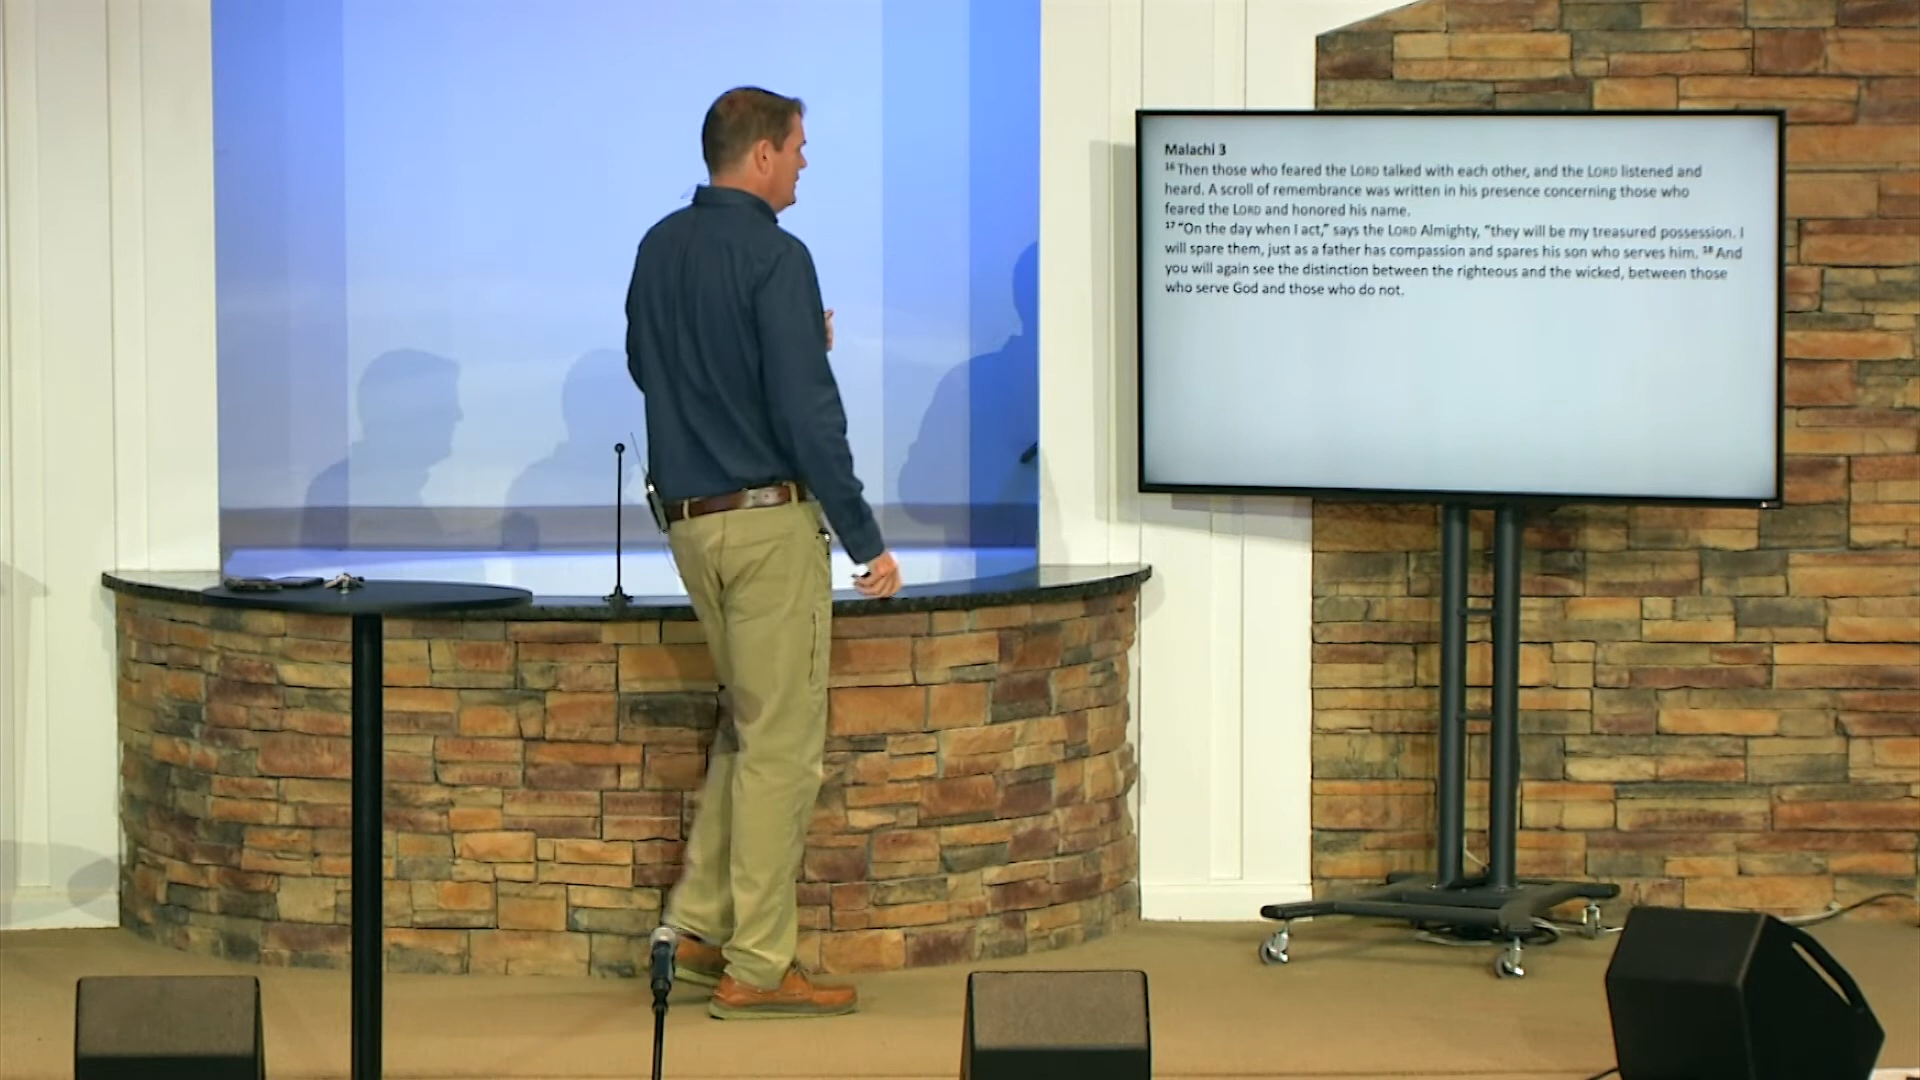 Malachi 3
16 Then those who feared the LORD talked with each other, and the LORD listened and
heard. A scroll of remembrance was written in his presence concerning those who
feared the LORD and honored his name.
17 “On the day when I act,” says the LORD Almighty, “they will be my treasured possession. I
will spare them, just as a father has compassion and spares his son who serves him. 18 And
you will again see the distinction between the righteous and the wicked, between those
who serve God and those who do not.